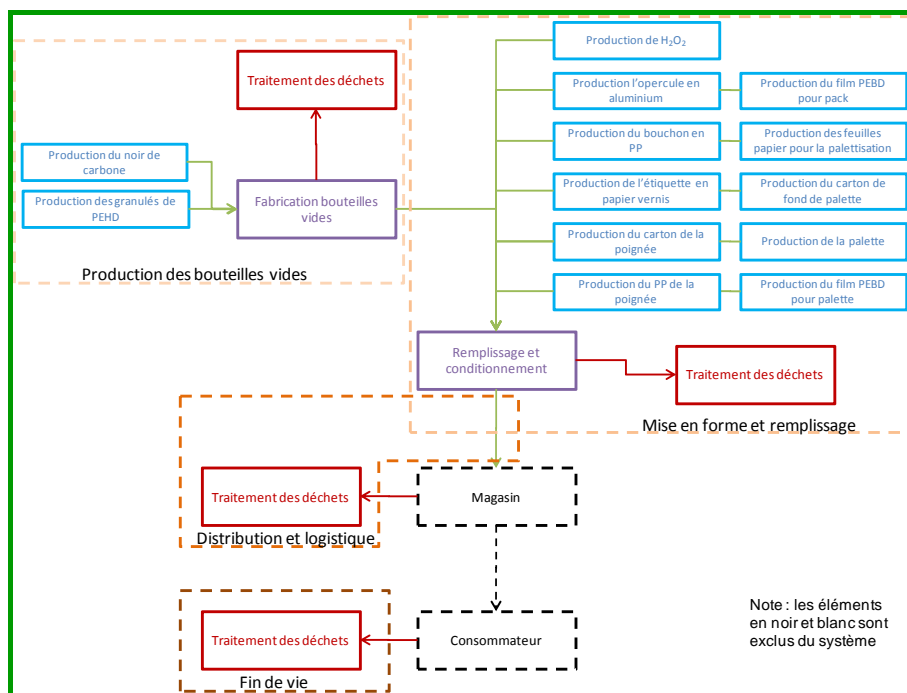 Production de H₂O₂
Traitement des déchets
Production l'opercule en
aluminium
Production du film PEBD
pour pack
Production du bouchon en
PP
Production des feuilles
papier pour la palettisation
Production du noir de
carbone
Production des granulés de
PEHD
Fabrication bouteilles
vides
Production de l'étiquette en
papier vernis
Production du carton de
fond de palette
Production du carton de la
poignée
Production de la palette
Production des bouteilles vides
Production du PP de la
poignée
Production du film PEBD
pour palette
Remplissage et
conditionnement
Traitement des déchets
Mise en forme et remplissage
Traitement des déchets
Magasin
Distribution et logistique
Traitement des déchets
Consommateur
Fin de vie
Note : les éléments
en noir et blanc sont
exclus du système